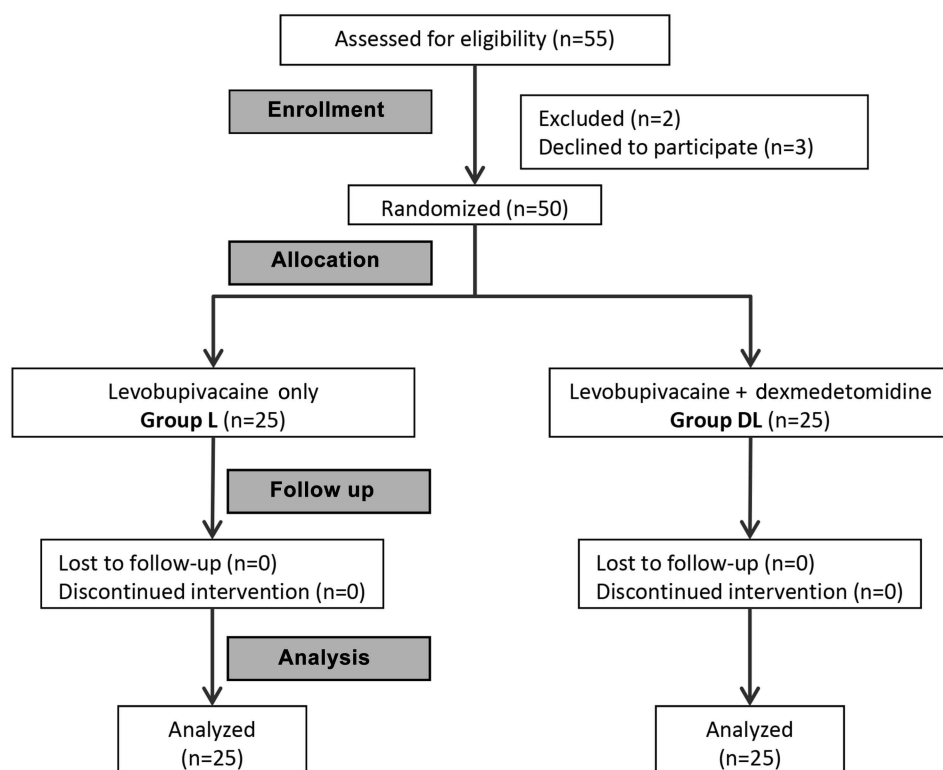 Assessed for eligibility (n=55)
Enrollment
Excluded (n=2)
Declined to participate (n=3)
Randomized (n=50)
Allocation
Levobupivacaine only
Group L (n=25)
Levobupivacaine + dexmedetomidine
Group DL (n=25)
Follow up
Lost to follow-up (n=0)
Discontinued intervention (n=0)
Lost to follow-up (n=0)
Discontinued intervention (n=0)
Analysis
Analyzed
(n=25)
Analyzed
(n=25)